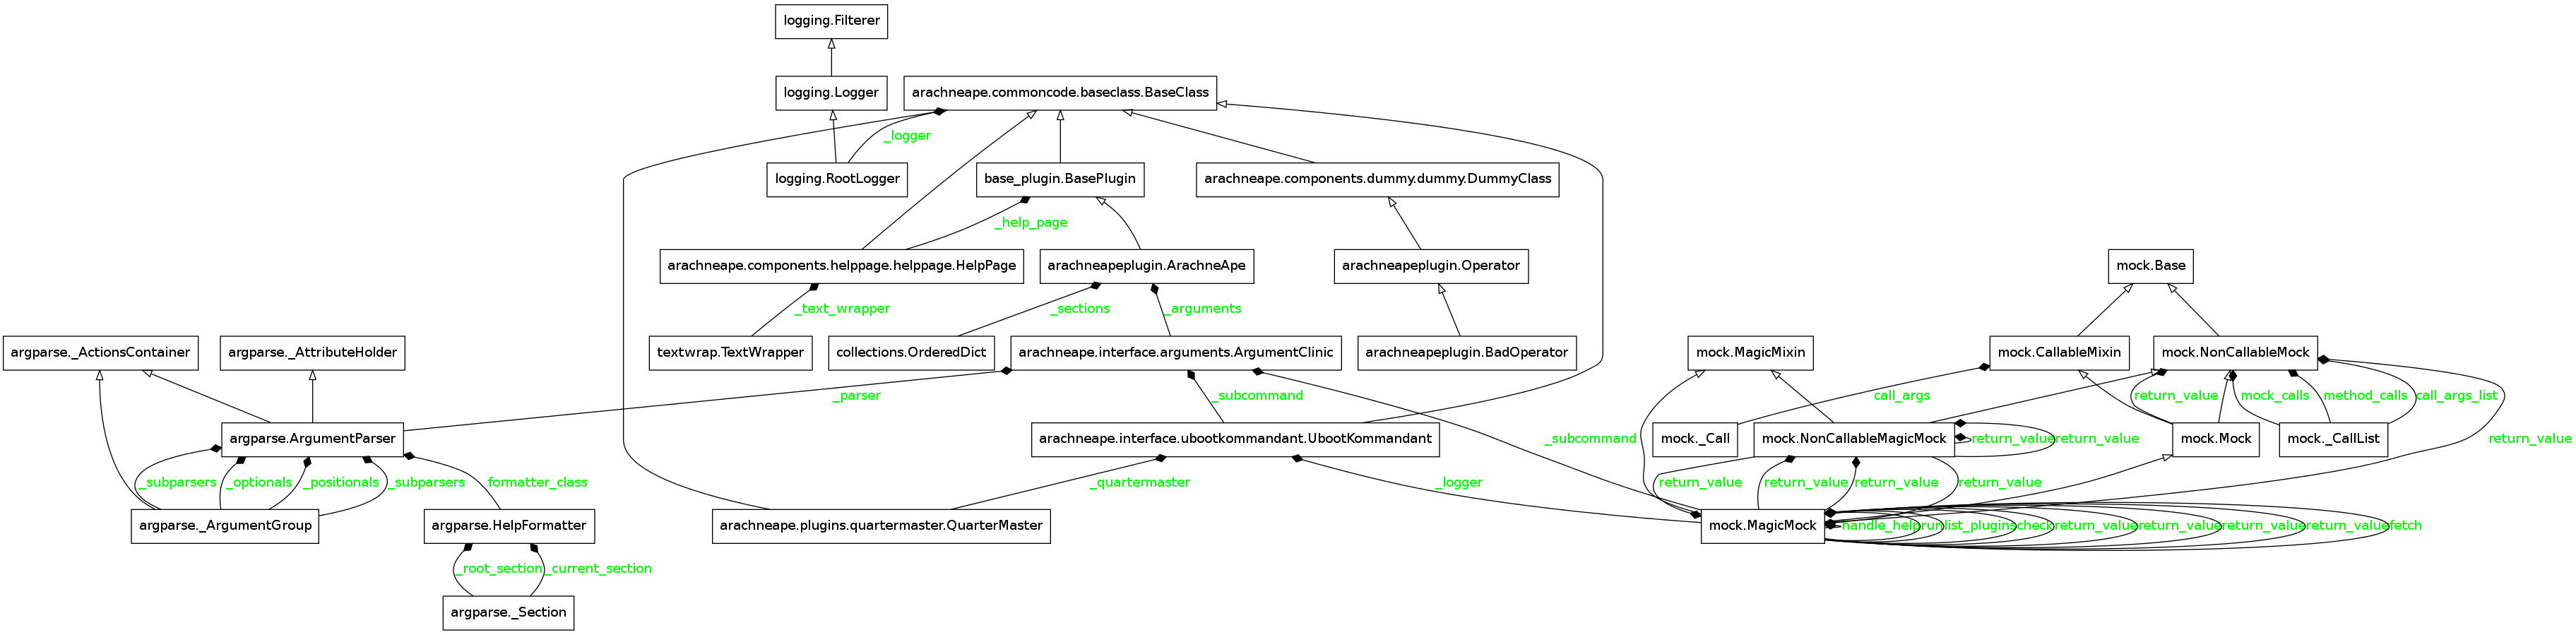 logging.Filterer
logging.Logger
arachneape.commoncode.baseclass.BaseClass
_logger
logging.RootLogger
base_plugin.BasePlugin
arachneape.components.dummy.dummy.DummyClass
_help_page
arachneape.components.helppage.helppage.HelpPage
arachneapeplugin.ArachneApe
arachneapeplugin.Operator
mock.Base
_text_wrapper
_sections
_arguments
argparse._ActionsContainer
argparse._AttributeHolder
textwrap.TextWrapper
collections.OrderedDict
arachneape.interface.arguments.ArgumentClinic
arachneapeplugin.BadOperator
mock.MagicMixin
mock.CallableMixin
mock.NonCallableMock
_parser
_subcommand
call_args
return_value
mock_calls
method_calls
call_args_list
argparse.ArgumentParser
arachneape.interface.ubootkommandant.UbootKommandant
_subcommand
mock._Call
mock.NonCallableMagicMock
return_value
return_value
mock.Mock
mock._CallList
return_value
_subparsers
_optionals
_positionals
_subparsers
formatter_class
_quartermaster
_logger
return_value
return_value
return_value
return_value
argparse._ArgumentGroup
argparse.HelpFormatter
arachneape.plugins.quartermaster.QuarterMaster
mock.MagicMock
handle_help
run
list_plugins
check
return_value
return_value
return_value
return_value
fetch
_root_section
_current_section
argparse._Section